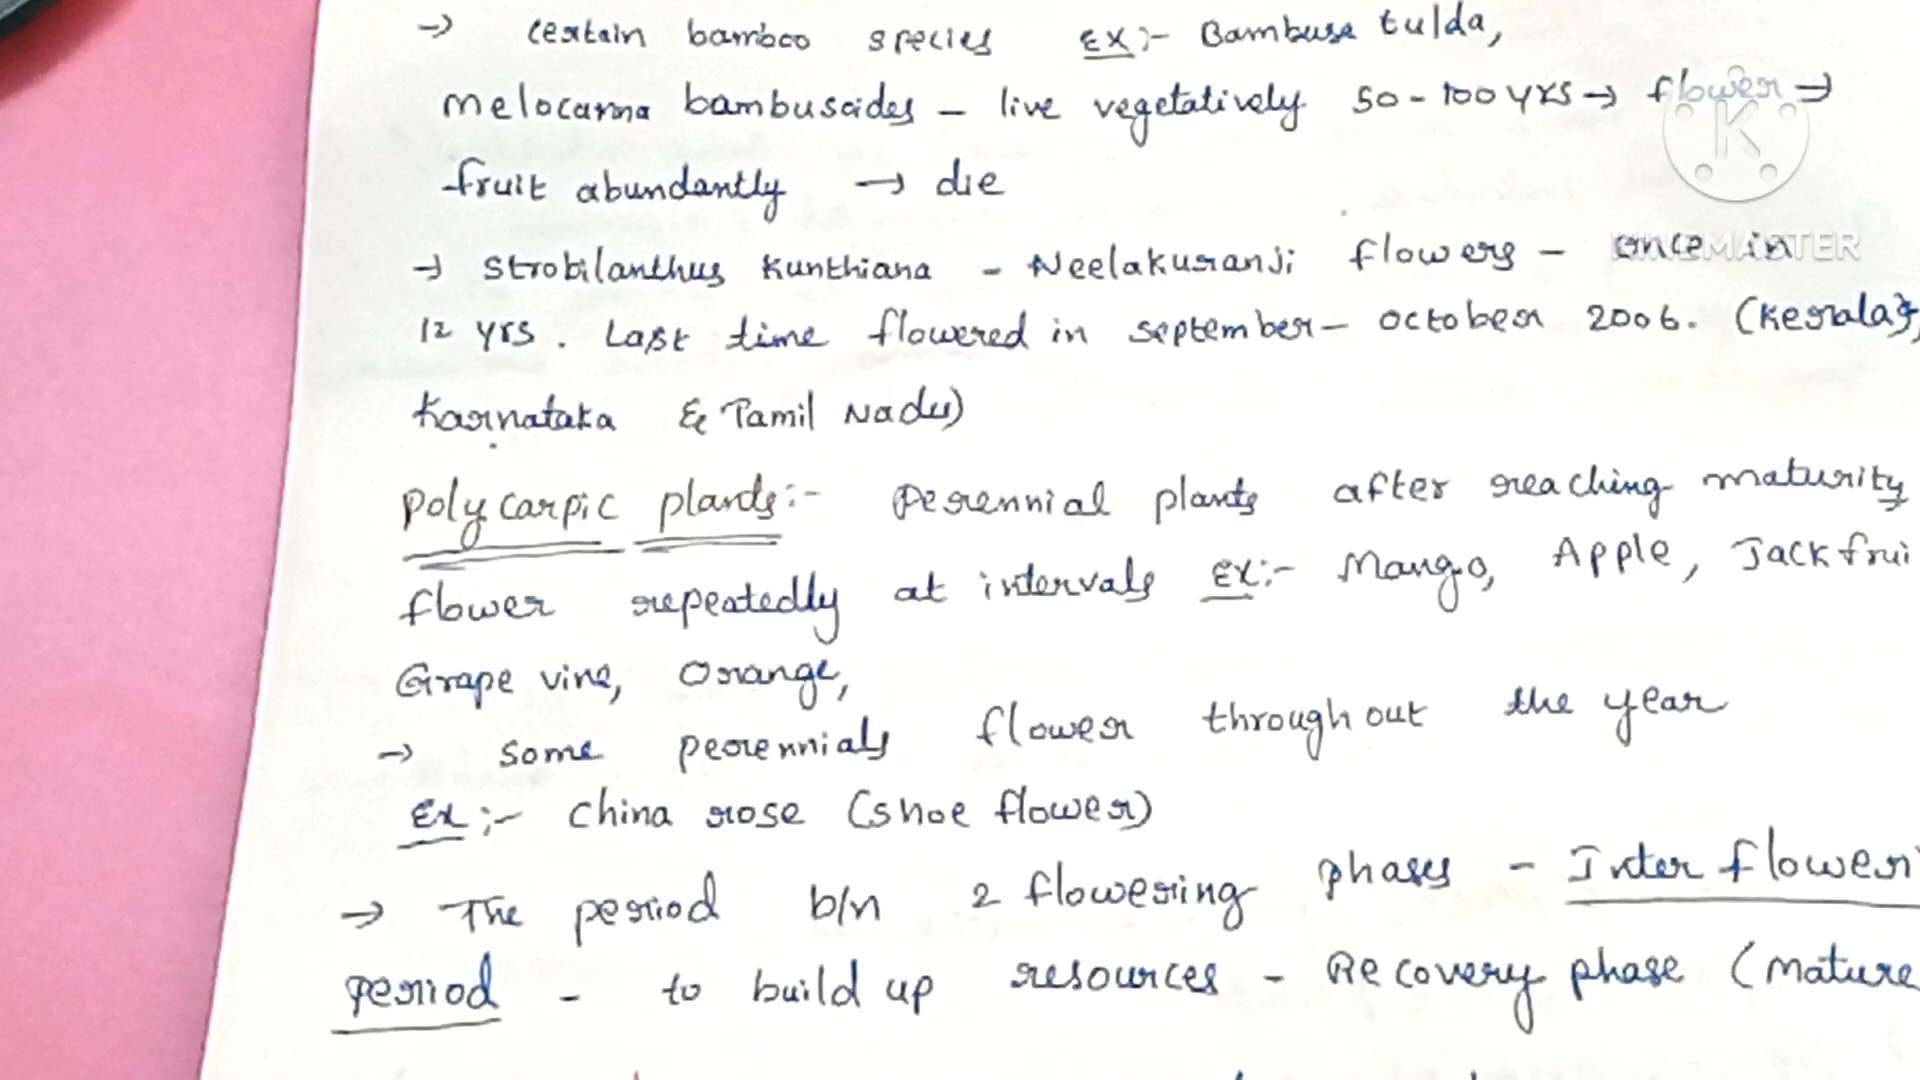 → certain bamboo species Ex:- Bambusa tulda,
Melocanna bambusoides - live vegetatively 50-100 yrs → flower →
fruit abundantly → die
→ Strobilanthus Kunthiana - Neelakuranji flowers - once in
12 yrs. Last time flowered in september - october 2006. (Kerala,
Karnataka & Tamil Nadu)
Polycarpic plants:- Perennial plants after reaching maturity
flower repeatedly at intervals Ex:- Mango, Apple, Jackfrui
Grape vine, Orange,
→ some perennials flower throughout the year
Ex:- China rose (shoe flower)
→ The period b/n 2 flowering phases - Inter floweri
period - to build up resources - Recovery phase (Mature
K
KINEMASTER